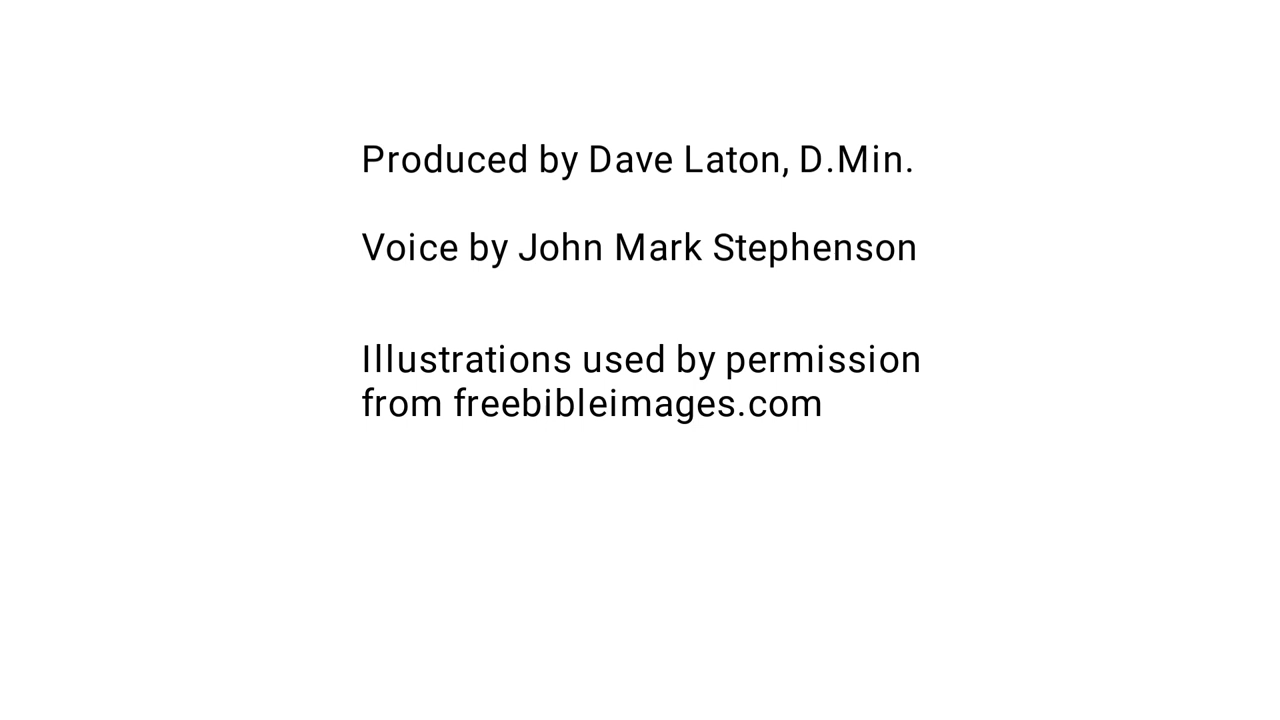 Produced by Dave Laton, D.Min.
Voice by John Mark Stephenson
Illustrations used by permission
from freebibleimages.com